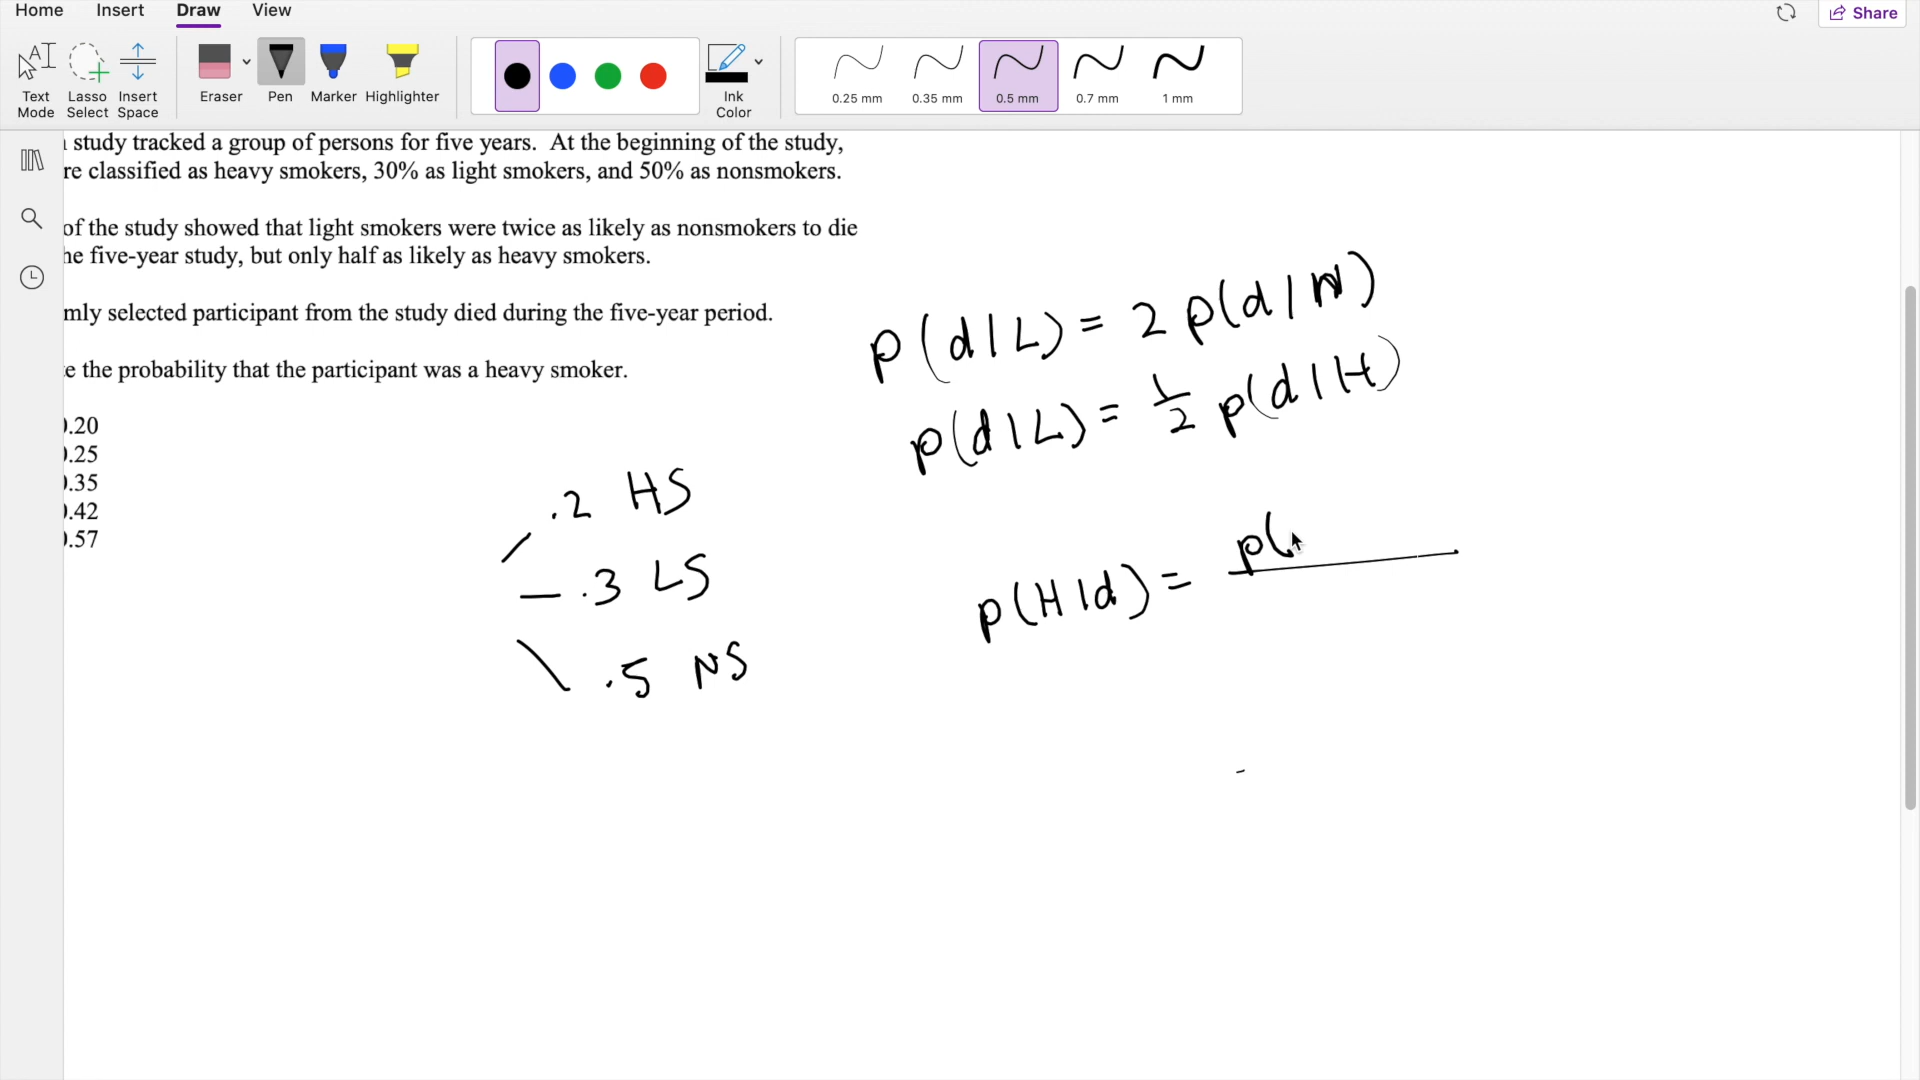 Home Insert Draw View
Share
Text Mode
Lasso Select
Insert Space
Eraser
Pen
Marker
Highlighter
Ink Color
0.25 mm
0.35 mm
0.5 mm
0.7 mm
1 mm
study tracked a group of persons for five years. At the beginning of the study,
re classified as heavy smokers, 30% as light smokers, and 50% as nonsmokers.
of the study showed that light smokers were twice as likely as nonsmokers to die
he five-year study, but only half as likely as heavy smokers.
mly selected participant from the study died during the five-year period.
e the probability that the participant was a heavy smoker.
).20
).25
).35
).42
).57
p(d|L) = 2 p(d|N)
p(d|L) = 1/2 p(d|H)
.2 HS
.3 LS
.5 NS
p(H|d) = p(